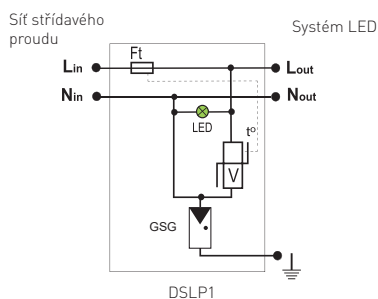 Síť střídavého
proudu
Systém LED
Ft
Lin
Lout
Nin
Nout
LED
t°
V
GSG
DSLP1